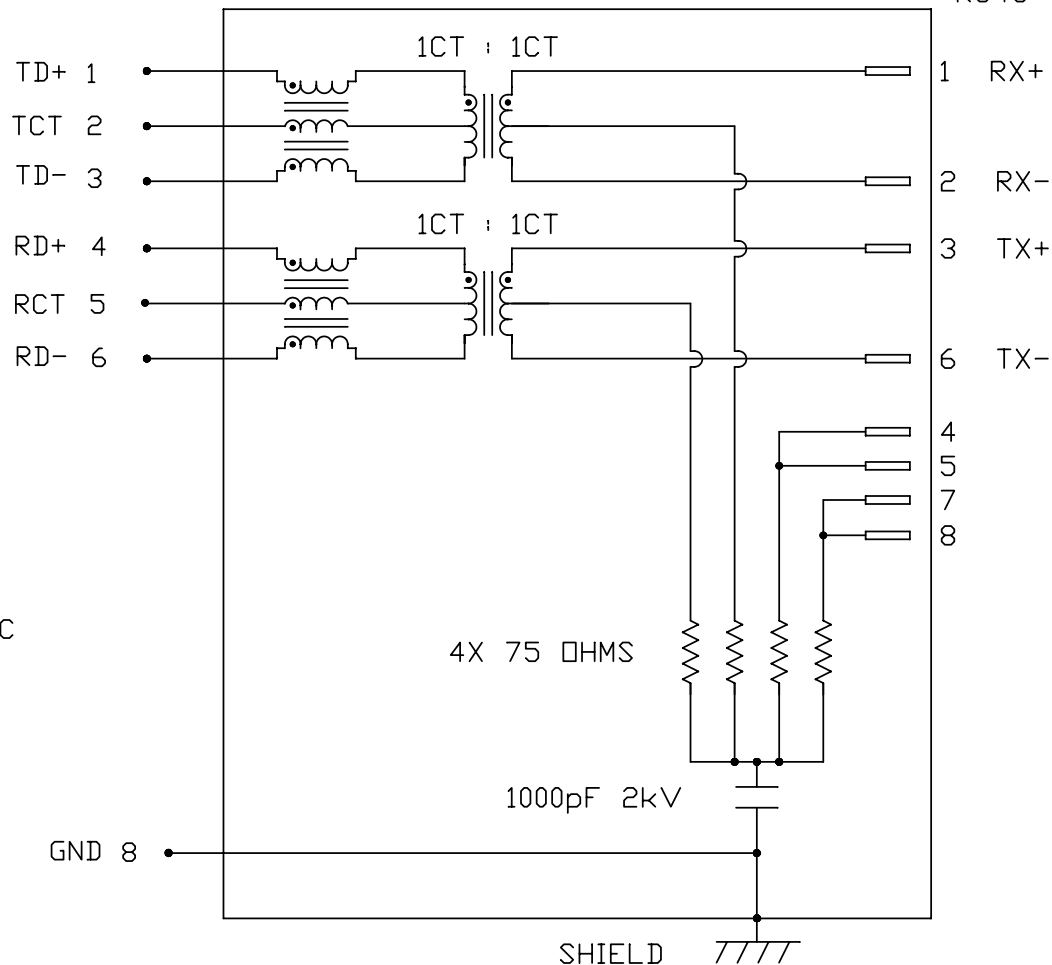 1CT : 1CT
TD+ 1
TCT 2
TD- 3
1 RX+
2 RX-
1CT : 1CT
RD+ 4
RCT 5
RD- 6
3 TX+
6 TX-
4
5
7
8
C
4X 75 OHMS
1000pF 2kV
GND 8
SHIELD